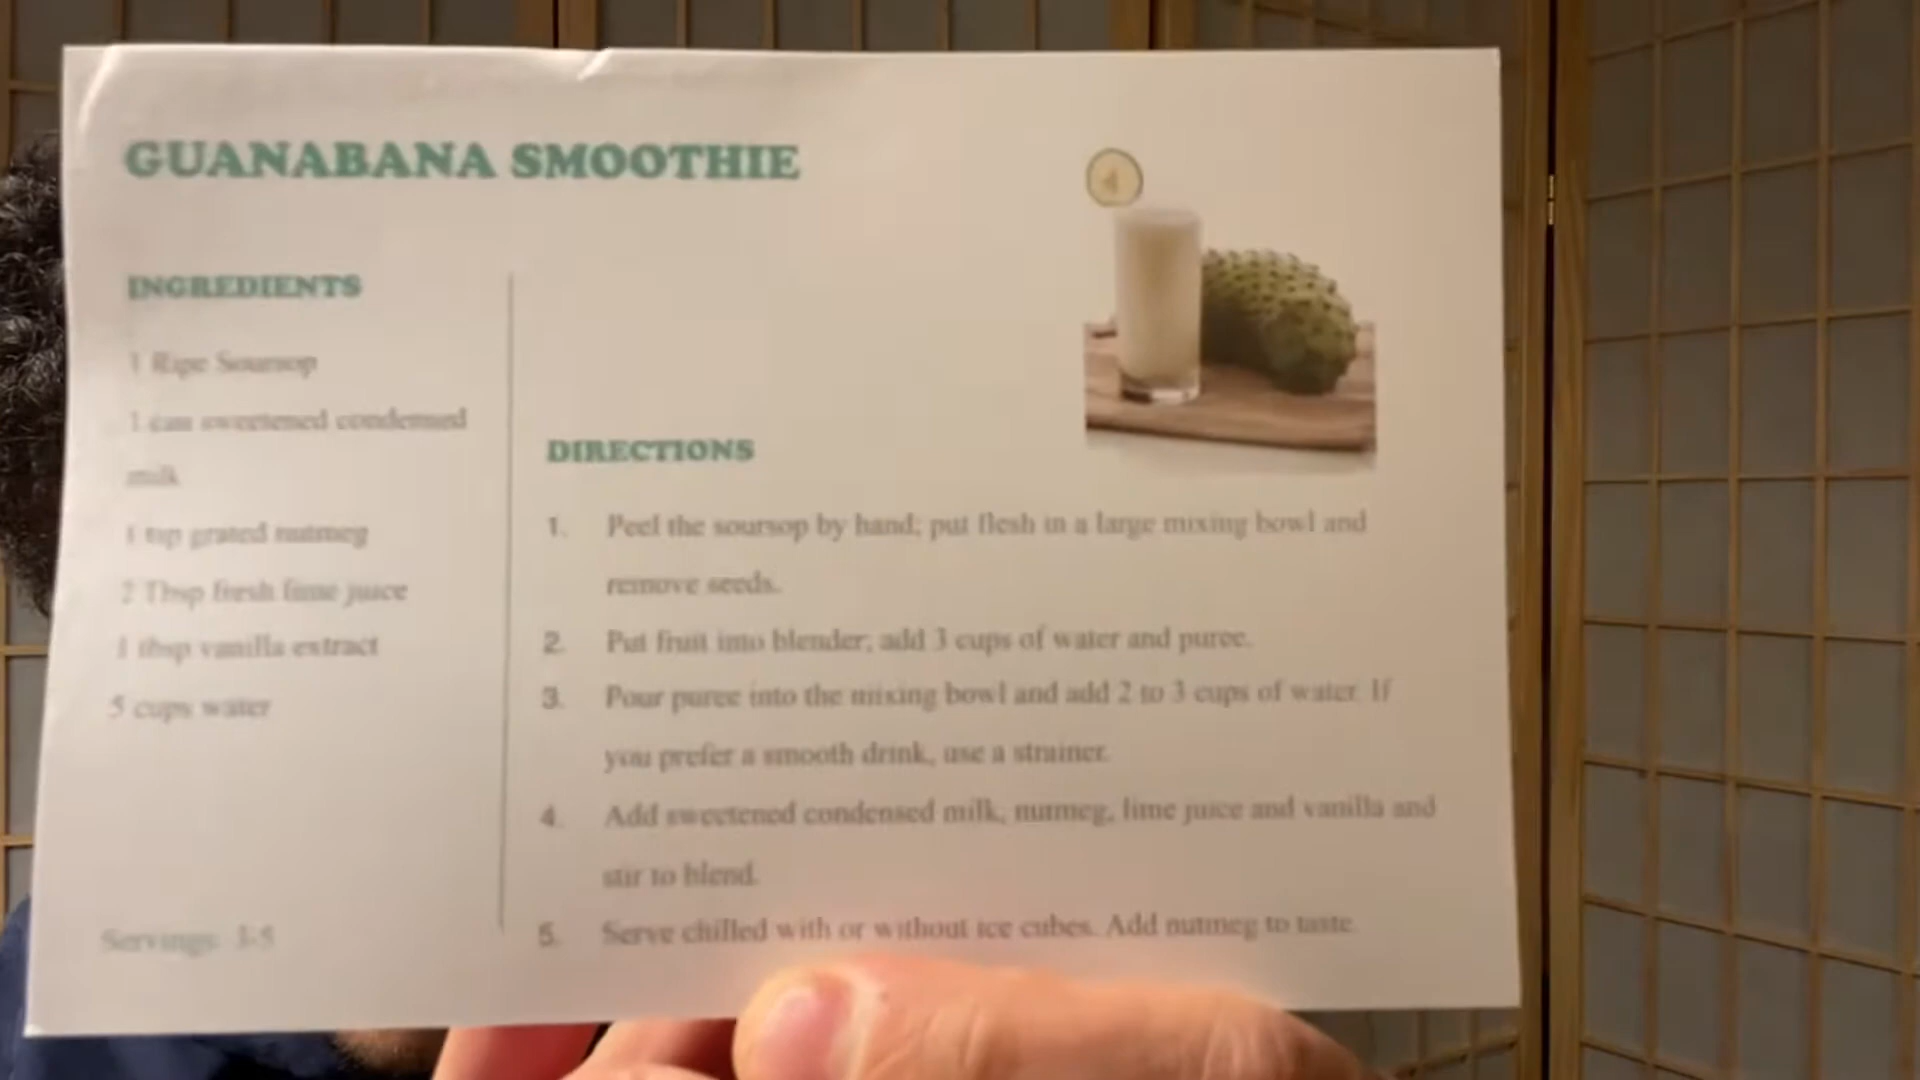 GUANABANA SMOOTHIE
INGREDIENTS
1 Ripe Soursop
1 can sweetened condensed
milk
1 tsp grated nutmeg
2 Tbsp fresh lime juice
1 tbsp vanilla extract
5 cups water
Servings: 3-5
DIRECTIONS
1. Peel the soursop by hand; put flesh in a large mixing bowl and
remove seeds.
2. Put fruit into blender; add 3 cups of water and puree.
3. Pour puree into the mixing bowl and add 2 to 3 cups of water. If
you prefer a smooth drink, use a strainer.
4. Add sweetened condensed milk, nutmeg, lime juice and vanilla and
stir to blend.
5. Serve chilled with or without ice cubes. Add nutmeg to taste.